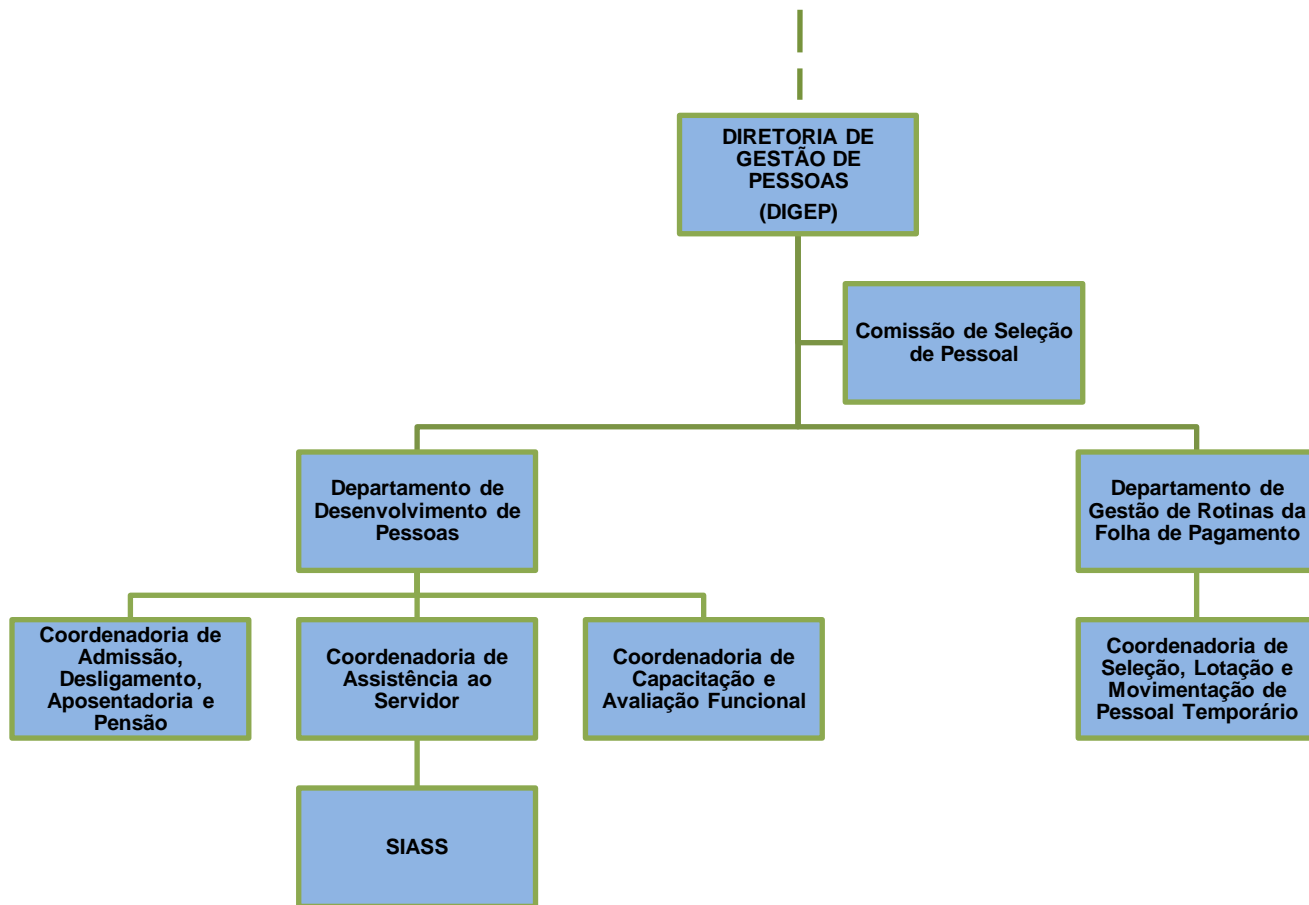 DIRETORIA DE
GESTÃO DE
PESSOAS
(DIGEP)
Comissão de Seleção
de Pessoal
Departamento de
Desenvolvimento de
Pessoas
Departamento de
Gestão de Rotinas da
Folha de Pagamento
Coordenadoria de
Admissão,
Desligamento,
Aposentadoria e
Pensão
Coordenadoria de
Assistência ao
Servidor
Coordenadoria de
Capacitação e
Avaliação Funcional
Coordenadoria de
Seleção, Lotação e
Movimentação de
Pessoal Temporário
SIASS